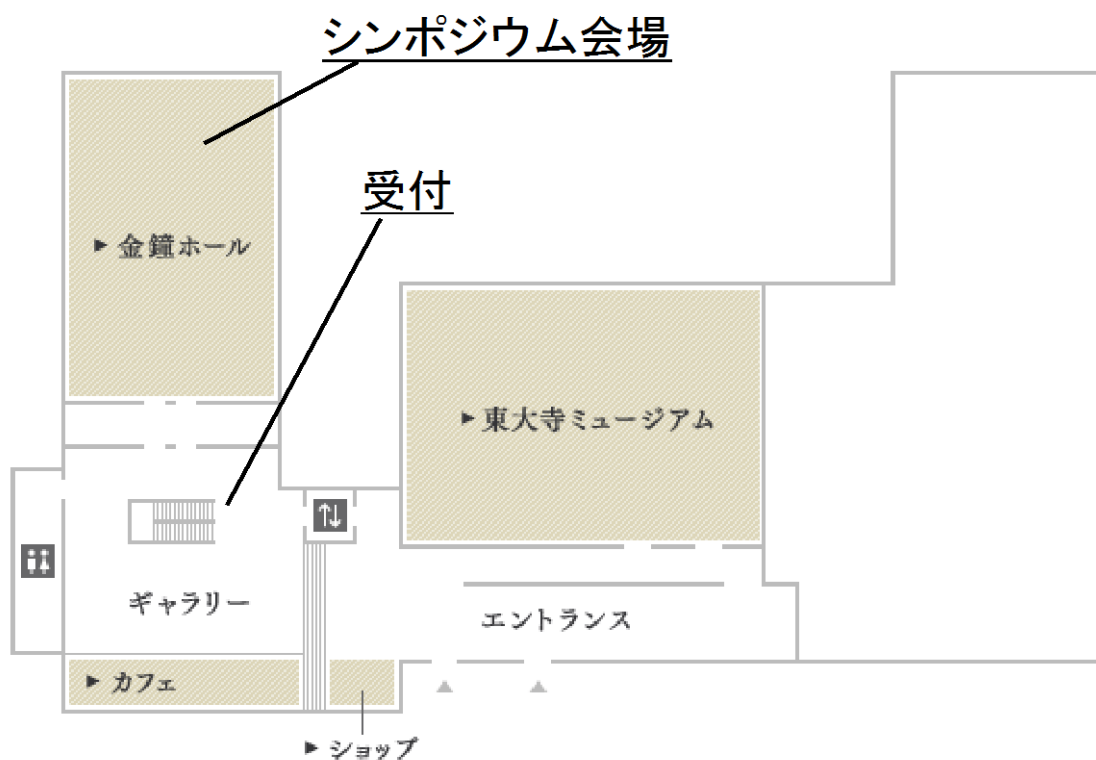 シンポジウム会場
受付
▶ 金鐘ホール
▶ 東大寺ミュージアム
ギャラリー
エントランス
▶ カフェ
▶ ショップ